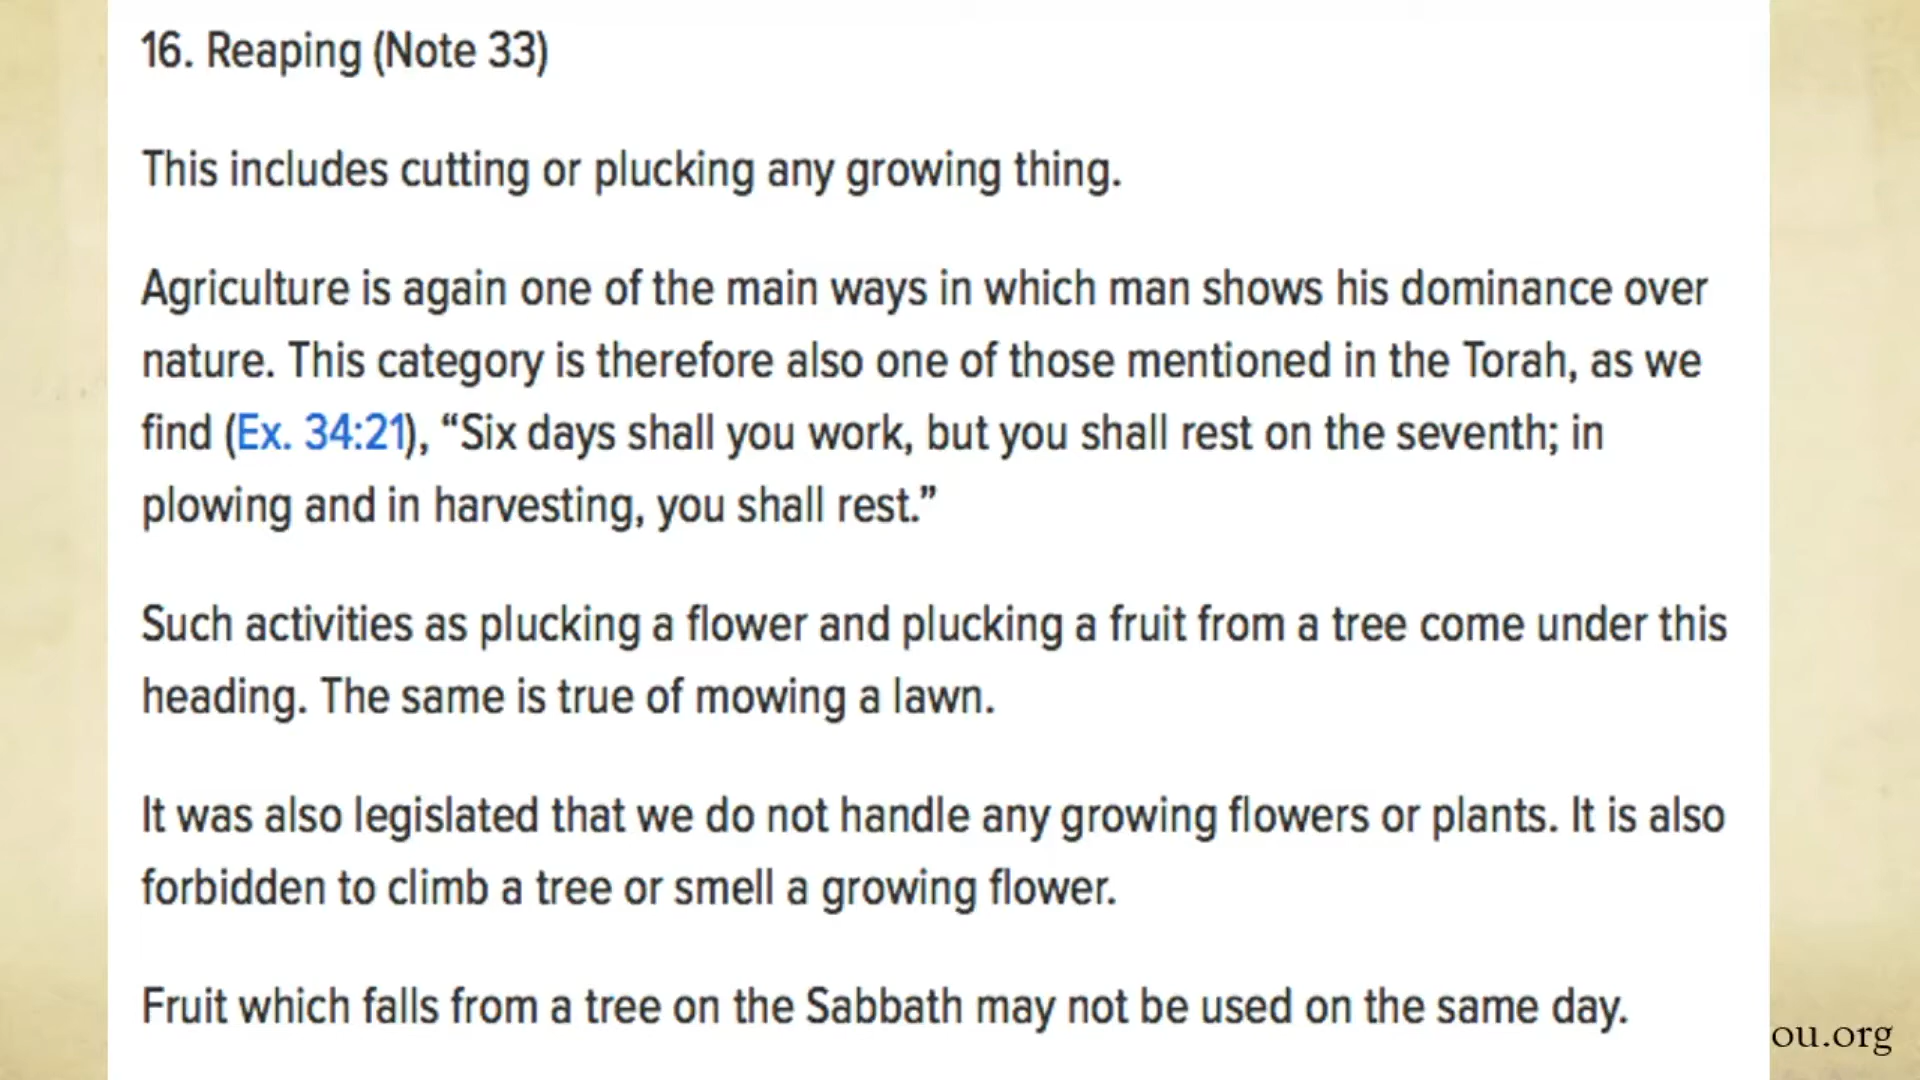 16. Reaping (Note 33)
This includes cutting or plucking any growing thing.
Agriculture is again one of the main ways in which man shows his dominance over
nature. This category is therefore also one of those mentioned in the Torah, as we
find (Ex. 34:21), “Six days shall you work, but you shall rest on the seventh; in
plowing and in harvesting, you shall rest.”
Such activities as plucking a flower and plucking a fruit from a tree come under this
heading. The same is true of mowing a lawn.
It was also legislated that we do not handle any growing flowers or plants. It is also
forbidden to climb a tree or smell a growing flower.
Fruit which falls from a tree on the Sabbath may not be used on the same day.
ou.org